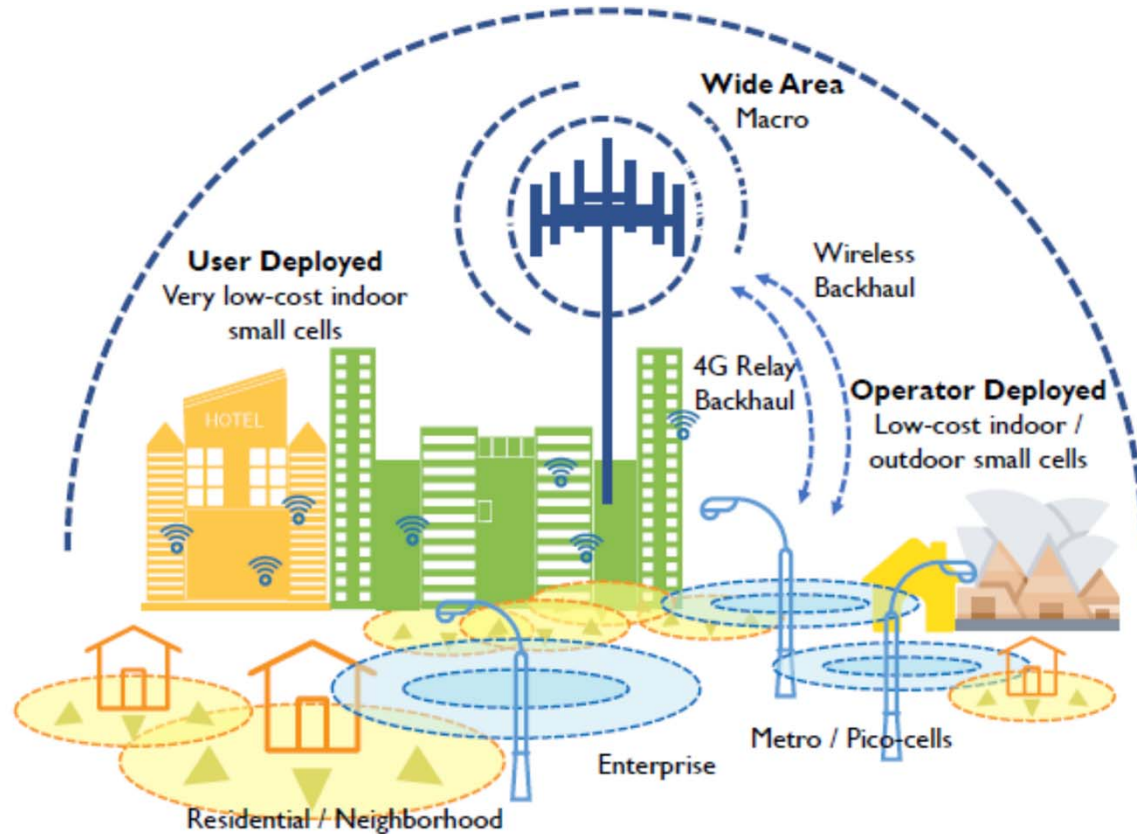 Wide Area
Macro
User Deployed
Very low-cost indoor
small cells
Wireless
Backhaul
4G Relay
Backhaul
Operator Deployed
Low-cost indoor /
outdoor small cells
HOTEL
Metro / Pico-cells
Enterprise
Residential / Neighborhood